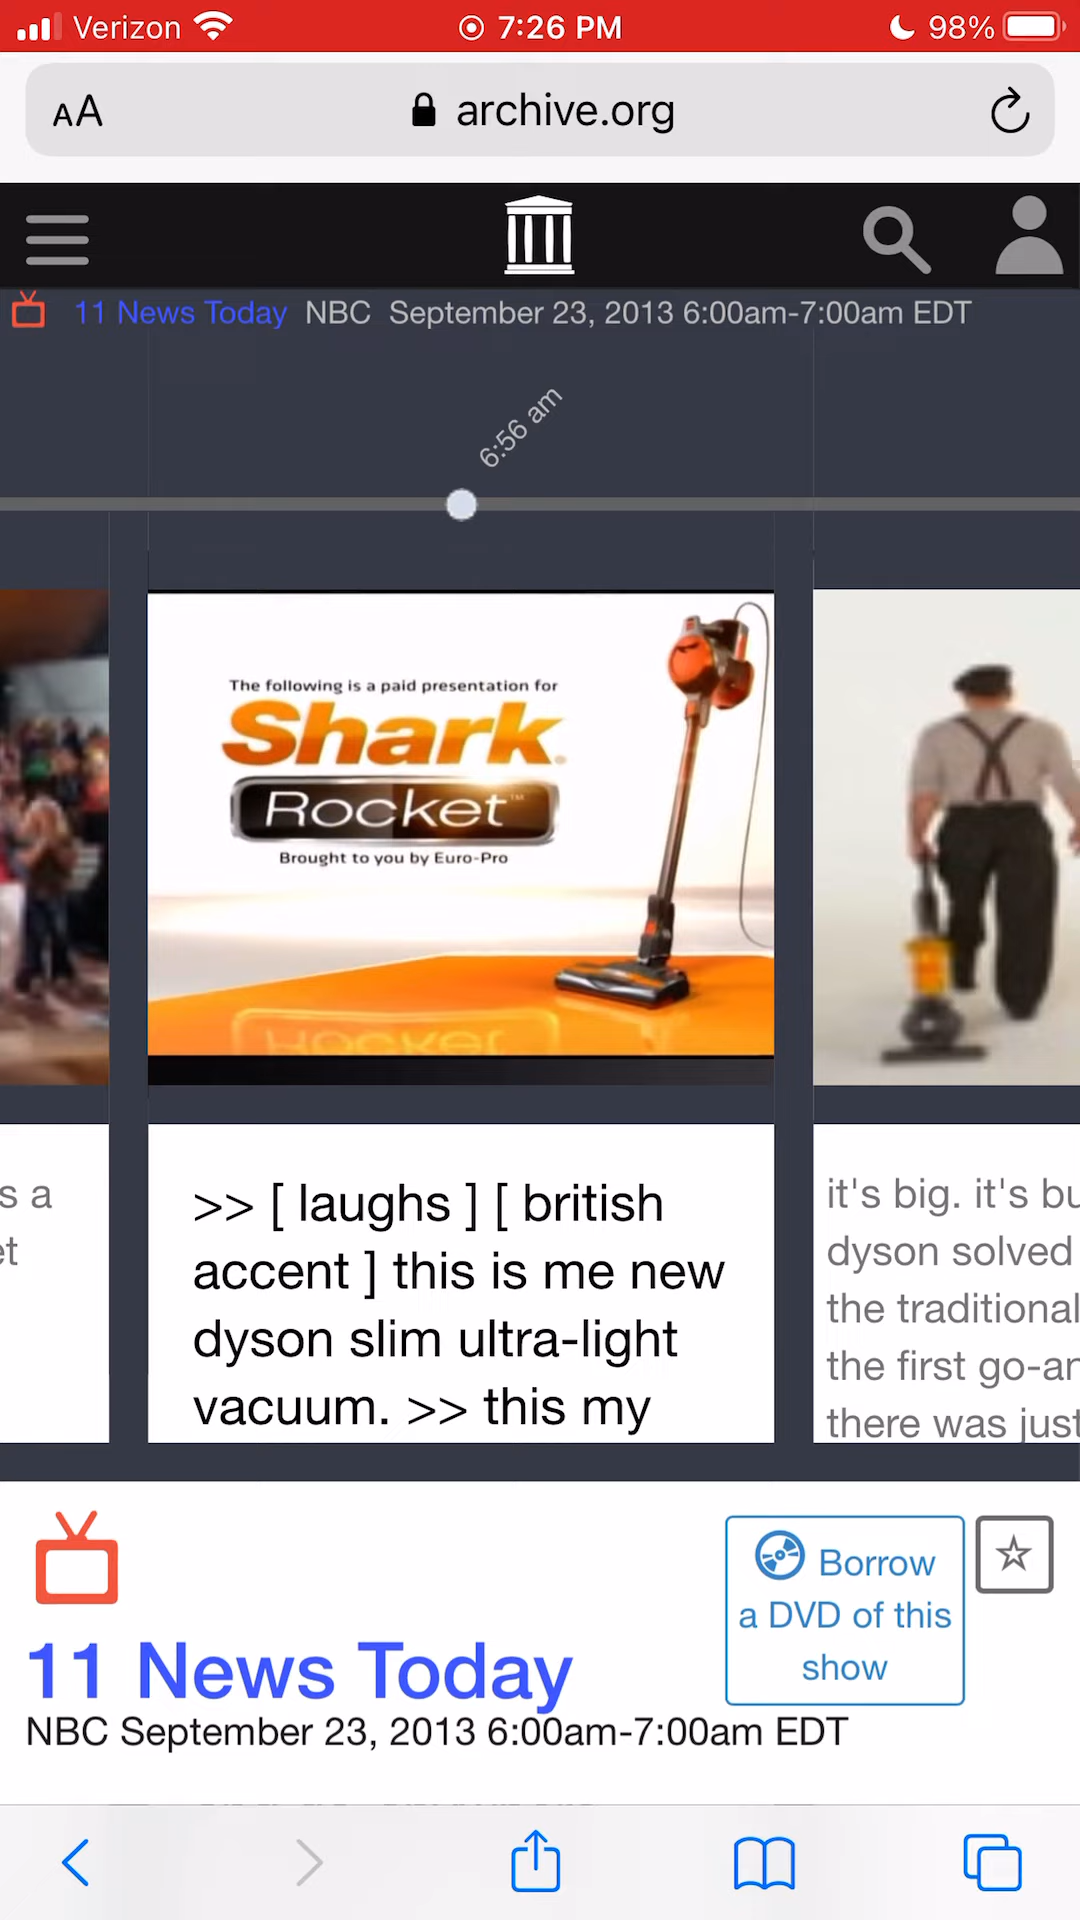 Verizon 7:26 PM 98%
AA archive.org
11 News Today NBC September 23, 2013 6:00am-7:00am EDT
6:56 am
The following is a paid presentation for
Shark
Rocket™
Brought to you by Euro-Pro
s a
et
>> [ laughs ] [ british
accent ] this is me new
dyson slim ultra-light
vacuum. >> this my
it's big. it's bu
dyson solved
the traditional
the first go-ar
there was just
Borrow
a DVD of this
show
11 News Today
NBC September 23, 2013 6:00am-7:00am EDT